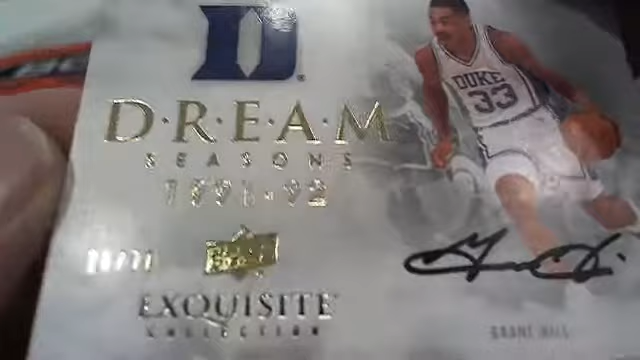 D
DUKE
33
D·R·E·A·M
SEASONS
1991-92
EXQUISITE
COLLECTION
GRANT HILL